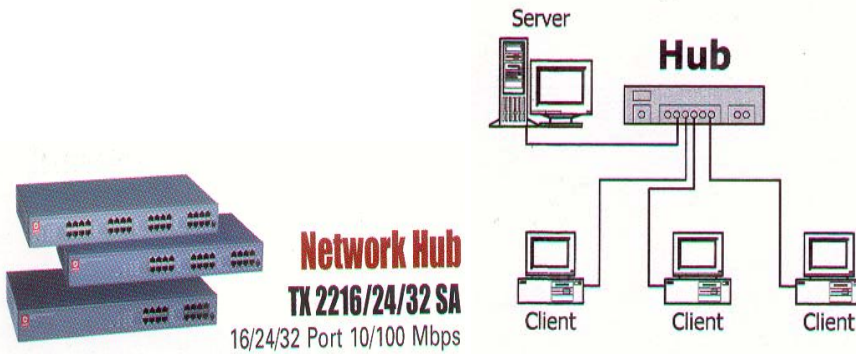 Network Hub
TX 2216/24/32 SA
16/24/32 Port 10/100 Mbps
Server
Hub
Client
Client
Client